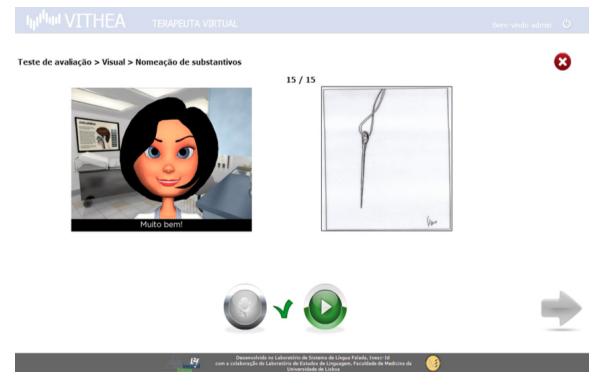 VITHEA TERAPEUTA VIRTUAL Bem-vindo admin
Teste de avaliação > Visual > Nomeação de substantivos
15 / 15
Muito bem!
Desenvolvido no Laboratório de Sistema de Língua Falada, Inesc-Id
com a colaboração do Laboratório de Estudos de Linguagem, Faculdade de Medicina da
Universidade de Lisboa